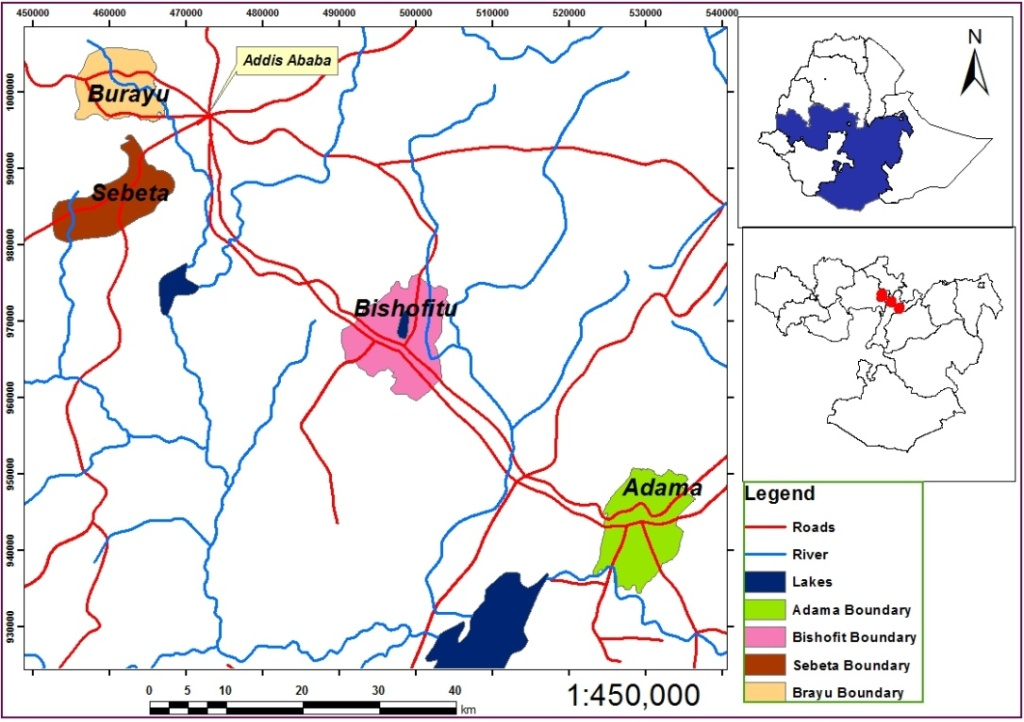 450000 460000 470000 480000 490000 500000 510000 520000 530000 540000
1000000
990000
980000
970000
960000
950000
940000
930000
Addis Ababa
Burayu
Sebeta
Bishofitu
Adama
N
Legend
Roads
River
Lakes
Adama Boundary
Bishofit Boundary
Sebeta Boundary
Brayu Boundary
0 5 10 20 30 40
km
1:450,000